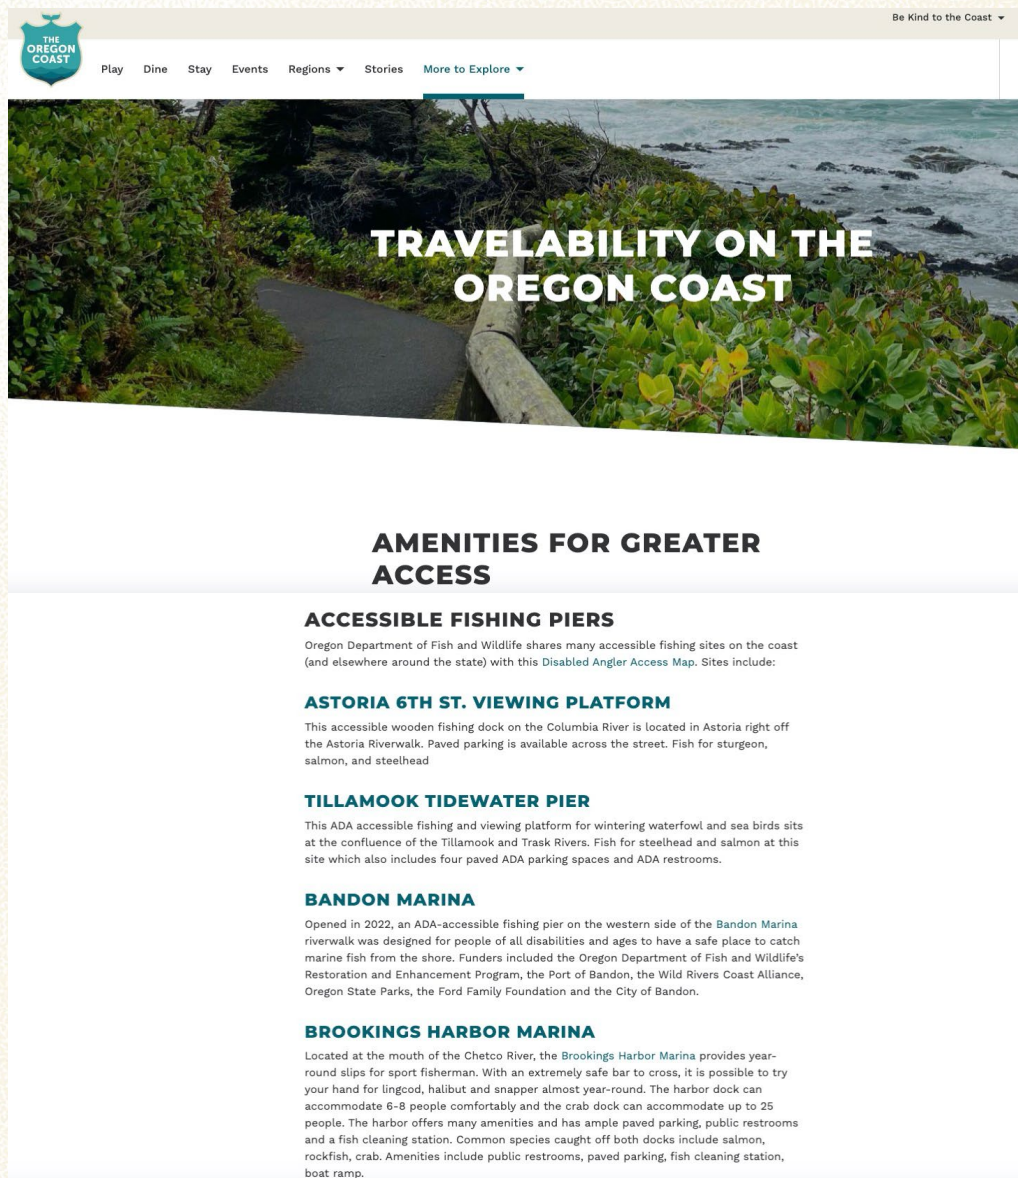 Be Kind to the Coast
THE
OREGON
COAST
Play Dine Stay Events Regions Stories More to Explore
TRAVELABILITY ON THE
OREGON COAST
AMENITIES FOR GREATER
ACCESS
ACCESSIBLE FISHING PIERS
Oregon Department of Fish and Wildlife shares many accessible fishing sites on the coast
(and elsewhere around the state) with this Disabled Angler Access Map. Sites include:
ASTORIA 6TH ST. VIEWING PLATFORM
This accessible wooden fishing dock on the Columbia River is located in Astoria right off
the Astoria Riverwalk. Paved parking is available across the street. Fish for sturgeon,
salmon, and steelhead
TILLAMOOK TIDEWATER PIER
This ADA accessible fishing and viewing platform for wintering waterfowl and sea birds sits
at the confluence of the Tillamook and Trask Rivers. Fish for steelhead and salmon at this
site which also includes four paved ADA parking spaces and ADA restrooms.
BANDON MARINA
Opened in 2022, an ADA-accessible fishing pier on the western side of the Bandon Marina
riverwalk was designed for people of all disabilities and ages to have a safe place to catch
marine fish from the shore. Funders included the Oregon Department of Fish and Wildlife's
Restoration and Enhancement Program, the Port of Bandon, the Wild Rivers Coast Alliance,
Oregon State Parks, the Ford Family Foundation and the City of Bandon.
BROOKINGS HARBOR MARINA
Located at the mouth of the Chetco River, the Brookings Harbor Marina provides year-
round slips for sport fisherman. With an extremely safe bar to cross, it is possible to try
your hand for lingcod, halibut and snapper almost year-round. The harbor dock can
accommodate 6-8 people comfortably and the crab dock can accommodate up to 25
people. The harbor offers many amenities and has ample paved parking, public restrooms
and a fish cleaning station. Common species caught off both docks include salmon,
rockfish, crab. Amenities include public restrooms, paved parking, fish cleaning station,
boat ramp.